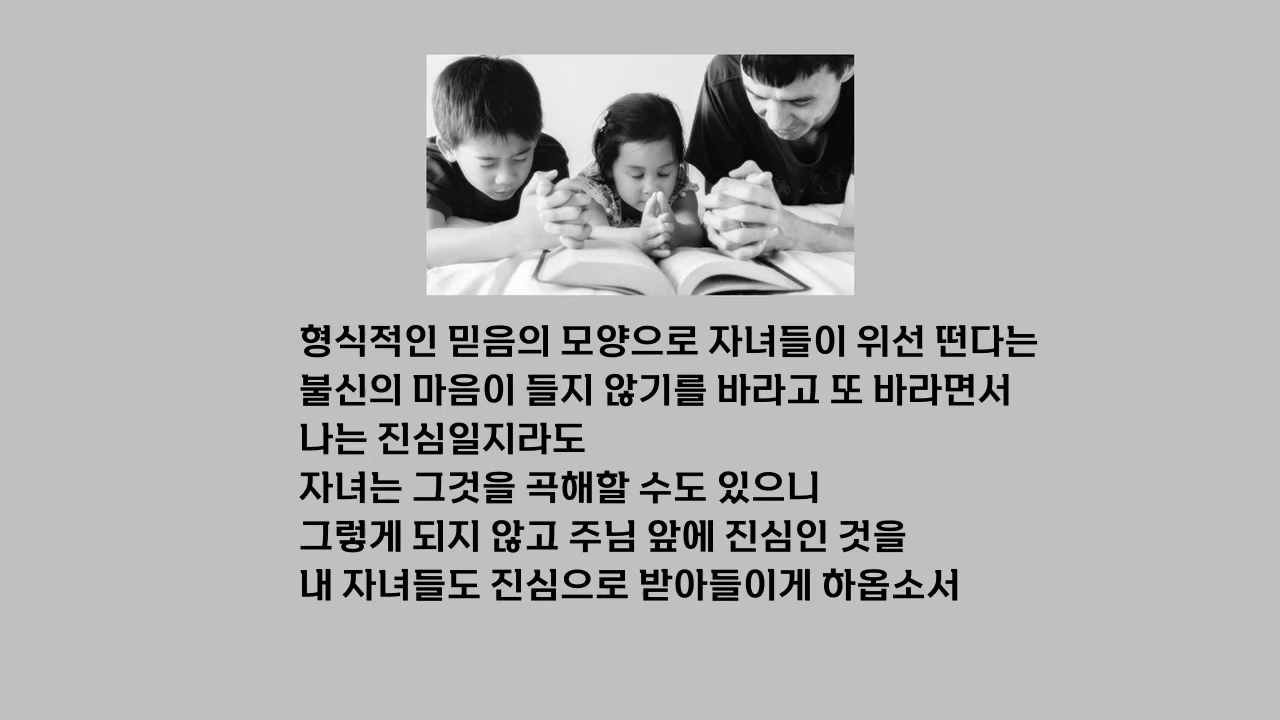 형식적인 믿음의 모양으로 자녀들이 위선 떤다는
불신의 마음이 들지 않기를 바라고 또 바라면서
나는 진심일지라도
자녀는 그것을 곡해할 수도 있으니
그렇게 되지 않고 주님 앞에 진심인 것을
내 자녀들도 진심으로 받아들이게 하옵소서